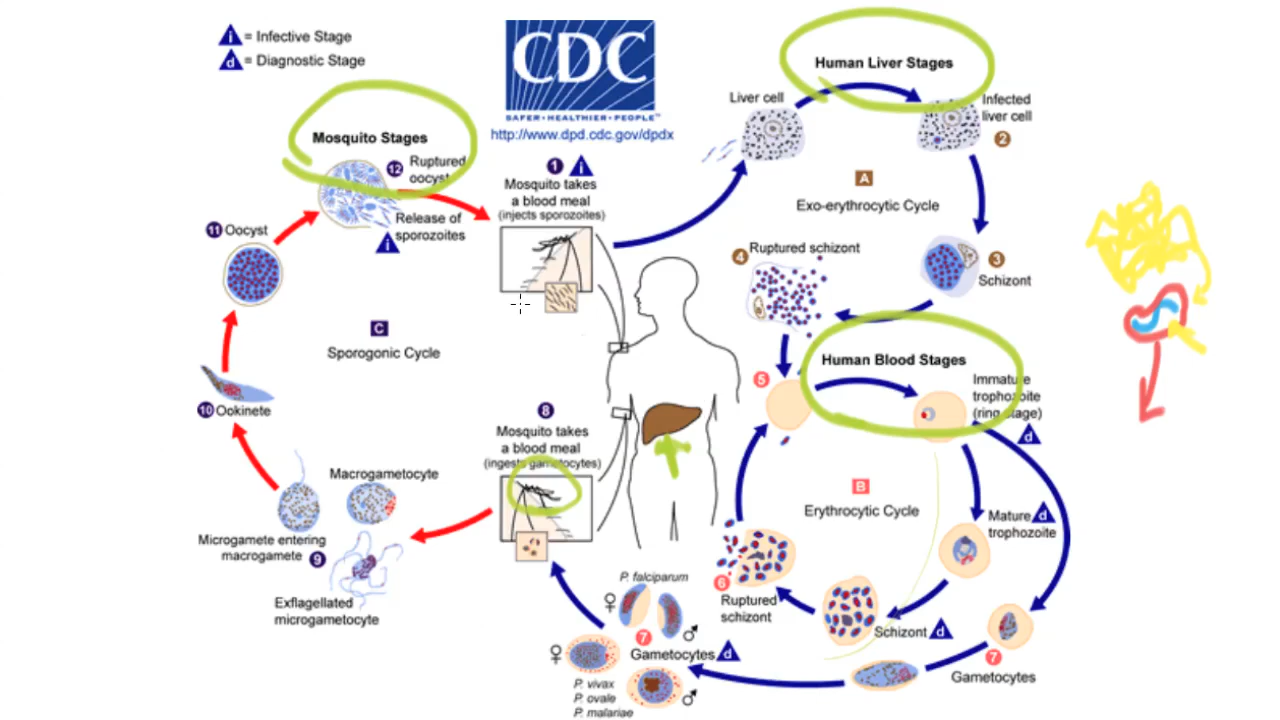 i = Infective Stage
d = Diagnostic Stage
CDC
SAFER • HEALTHIER • PEOPLE™
http://www.dpd.cdc.gov/dpdx
Human Liver Stages
Liver cell
Infected
liver cell
2
Mosquito Stages
12 Ruptured
oocyst
1 i
Mosquito takes
a blood meal
(injects sporozoites)
A
Exo-erythrocytic Cycle
11 Oocyst
Release of
sporozoites
i
4 Ruptured schizont
3
Schizont
C
Sporogonic Cycle
Human Blood Stages
5
Immature
trophozoite
(ring stage)
d
10 Ookinete
8
Mosquito takes
a blood meal
(ingests gametocytes)
Macrogametocyte
B
Erythrocytic Cycle
Mature d
trophozoite
Microgamete entering
macrogamete 9
Exflagellated
microgametocyte
P. falciparum
♀
6
Ruptured
schizont
7
♂
Schizont d
Gametocytes d
♀
7
Gametocytes
P. vivax
P. ovale
P. malariae
♂